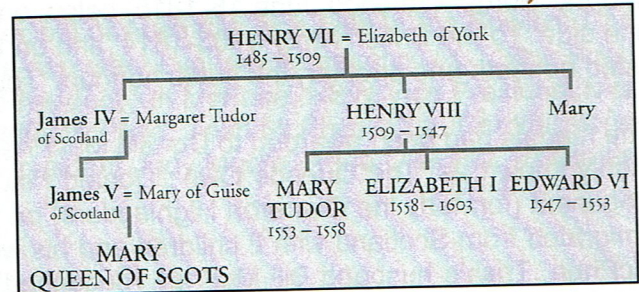 HENRY VII = Elizabeth of York
1485 – 1509
James IV = Margaret Tudor
of Scotland
HENRY VIII
1509 – 1547
Mary
James V = Mary of Guise
of Scotland
MARY
TUDOR
1553 – 1558
ELIZABETH I
1558 – 1603
EDWARD VI
1547 – 1553
MARY
QUEEN OF SCOTS